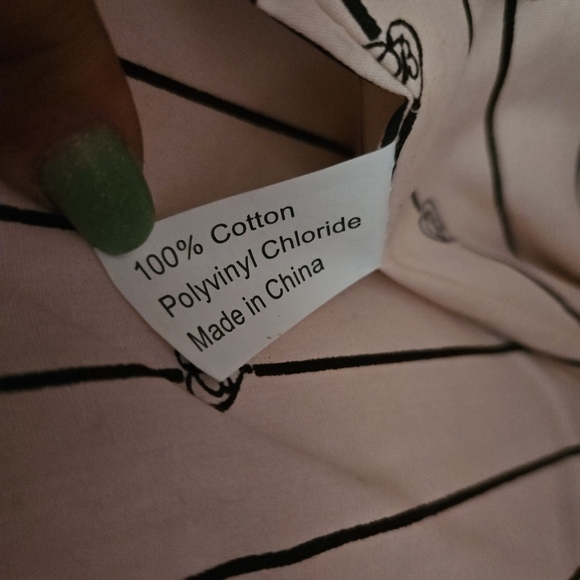 100% Cotton
Polyvinyl Chloride
Made in China